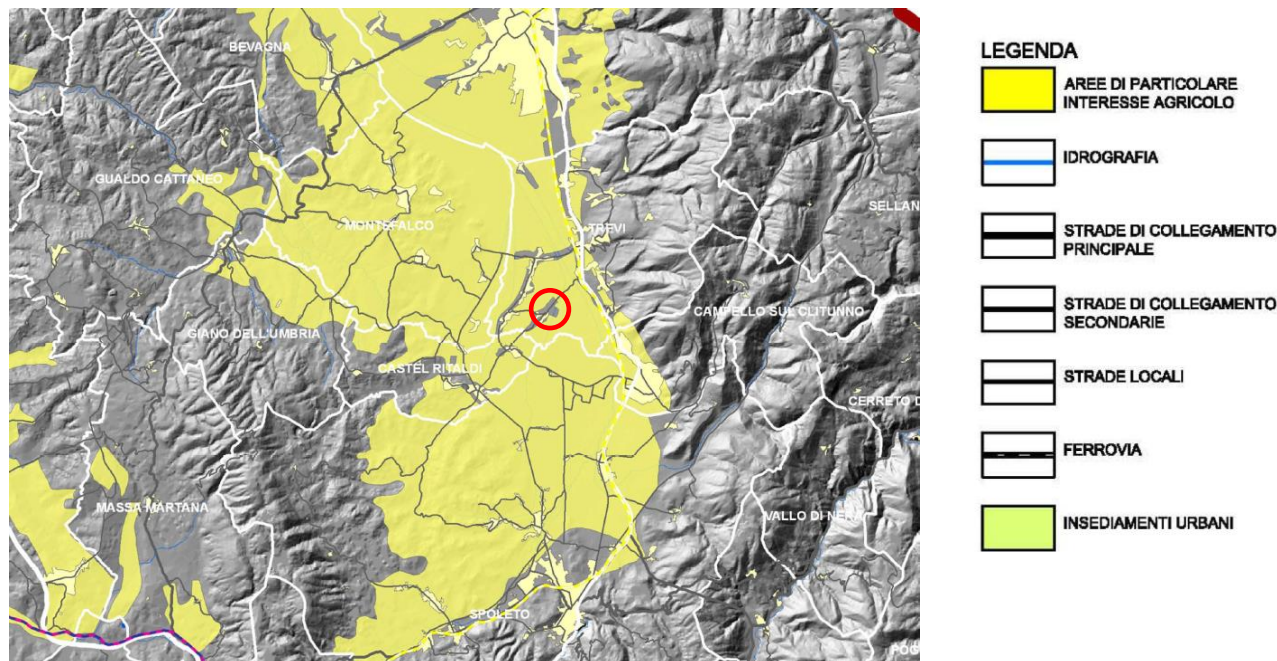 BEVAGNA
GUALDO CATTANEO
MONTEFALCO
TREVI
SELLAN
GIANO DELL'UMBRIA
CAMPELLO SUL CLITUNNO
CASTEL RITALDI
CERRETO D
MASSA MARTANA
VALLO DI NERA
SPOLETO
POG
LEGENDA
AREE DI PARTICOLARE
INTERESSE AGRICOLO
IDROGRAFIA
STRADE DI COLLEGAMENTO
PRINCIPALE
STRADE DI COLLEGAMENTO
SECONDARIE
STRADE LOCALI
FERROVIA
INSEDIAMENTI URBANI